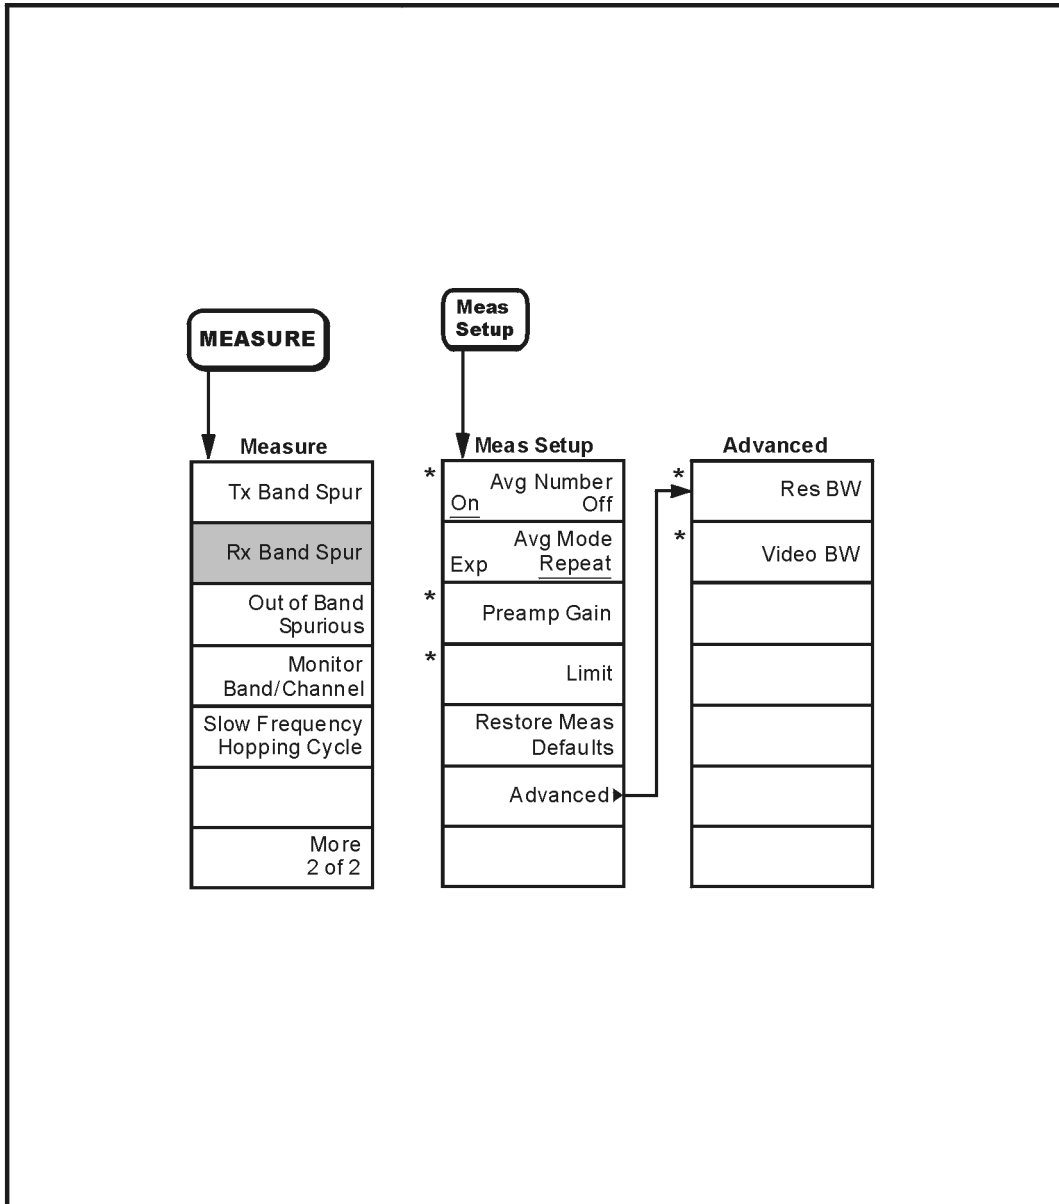 MEASURE
Measure
Tx Band Spur
Rx Band Spur
Out of Band
Spurious
Monitor
Band/Channel
Slow Frequency
Hopping Cycle
More
2 of 2
Meas
Setup
Meas Setup
* Avg Number
On Off
Avg Mode
Exp Repeat
* Preamp Gain
* Limit
Restore Meas
Defaults
Advanced
Advanced
* Res BW
* Video BW